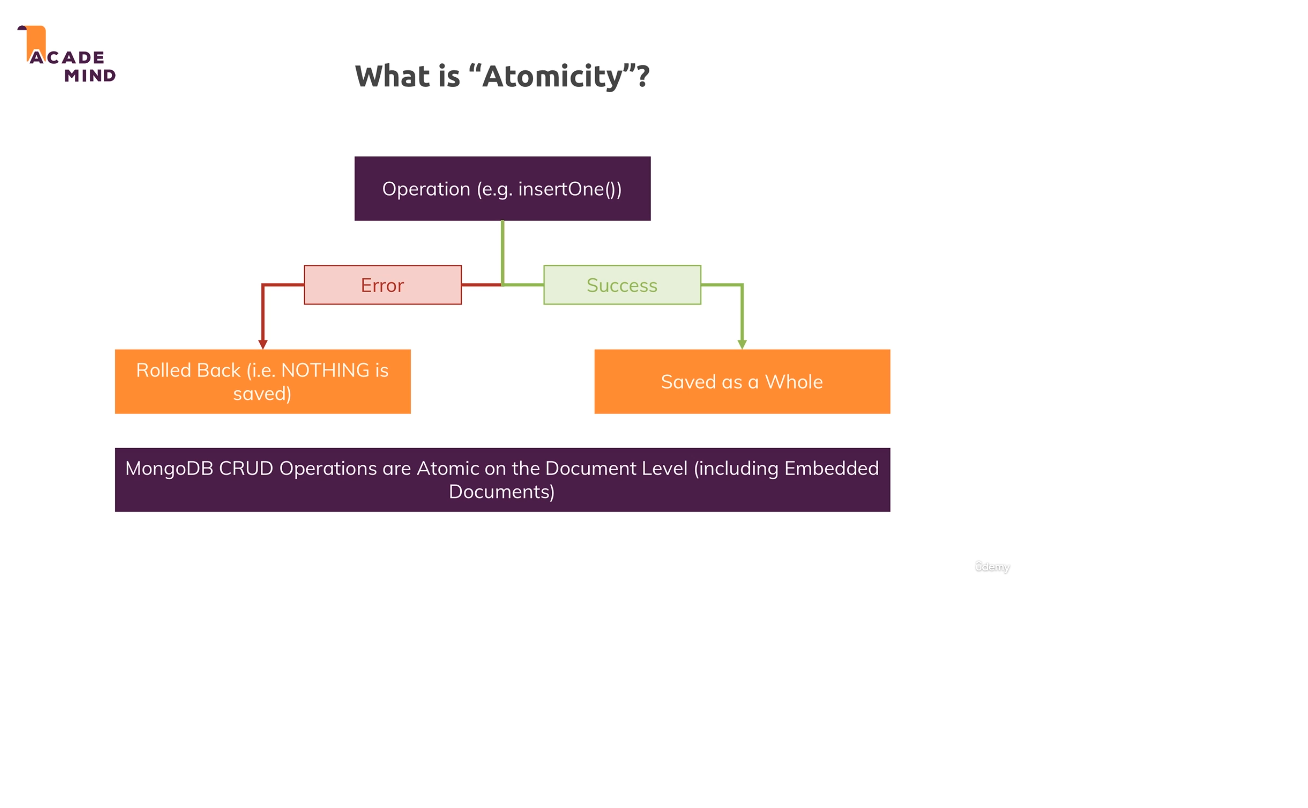 ACADE
MIND
What is “Atomicity”?
Operation (e.g. insertOne())
Error
Success
Rolled Back (i.e. NOTHING is
saved)
Saved as a Whole
MongoDB CRUD Operations are Atomic on the Document Level (including Embedded
Documents)
ûdemy